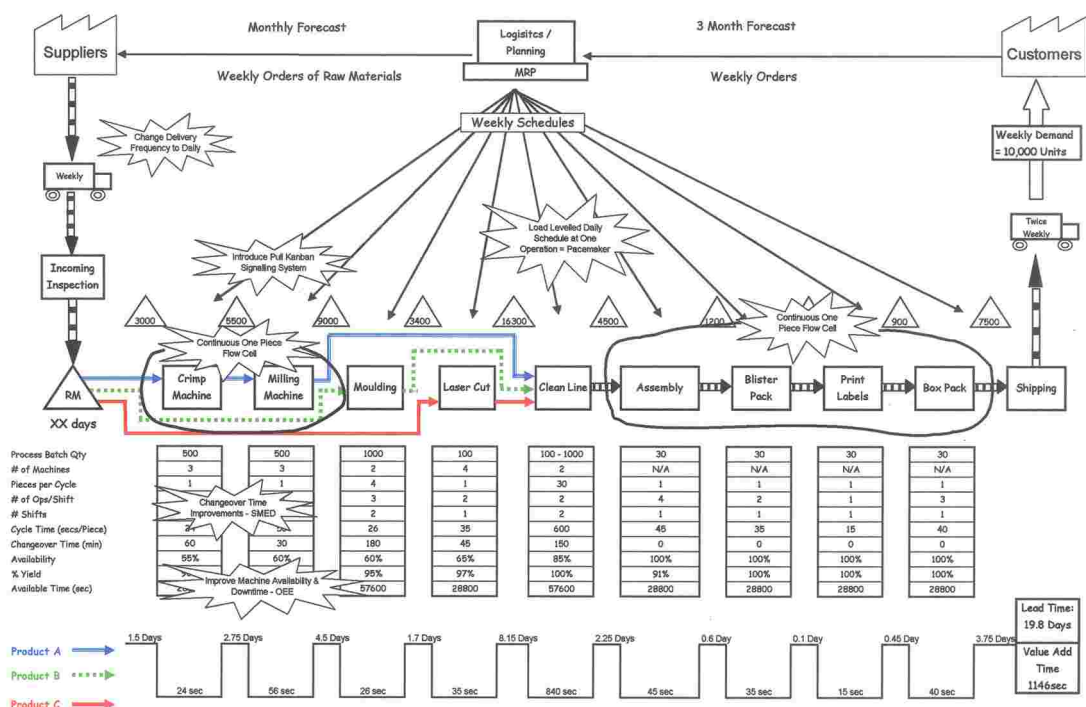 Monthly Forecast
Logisitcs /
Planning
MRP
3 Month Forecast
Suppliers
Customers
Weekly Orders of Raw Materials
Weekly Orders
Weekly Schedules
Change Delivery
Frequency to Daily
Weekly Demand
= 10,000 Units
Weekly
Twice
Weekly
Load Levelled Daily
Schedule at One
Operation = Pacemaker
Introduce Pull Kanban
Signalling System
Incoming
Inspection
3000 5500 9000 3400 16300 4500 1200 900 7500
Continuous One Piece
Flow Cell
Continuous One
Piece Flow Cell
RM
XX days
Crimp
Machine
Milling
Machine
Moulding
Laser Cut
Clean Line
Assembly
Blister
Pack
Print
Labels
Box Pack
Shipping
Process Batch Qty 500 500 1000 100 100 - 1000 30 30 30 30
# of Machines 3 3 2 4 2 N/A N/A N/A N/A
Pieces per Cycle 1 1 4 1 30 1 1 1 1
# of Ops/Shift 3 2 2 4 2 1 3
# Shifts 2 1 2 1 1 1 1
Cycle Time (secs/Piece) 26 35 600 45 35 15 40
Changeover Time (min) 60 30 180 45 150 0 0 0 0
Availability 55% 60% 60% 65% 85% 100% 100% 100% 100%
% Yield 95% 97% 100% 91% 100% 100% 100%
Available Time (sec) 57600 28800 57600 28800 28800 28800 28800
Changeover Time
Improvements - SMED
Improve Machine Availability &
Downtime - OEE
Lead Time:
19.8 Days
Value Add
Time
1146sec
1.5 Days 2.75 Days 4.5 Days 1.7 Days 8.15 Days 2.25 Days 0.6 Day 0.1 Day 0.45 Day 3.75 Days
24 sec 56 sec 26 sec 35 sec 840 sec 45 sec 35 sec 15 sec 40 sec
Product A
Product B
Product C